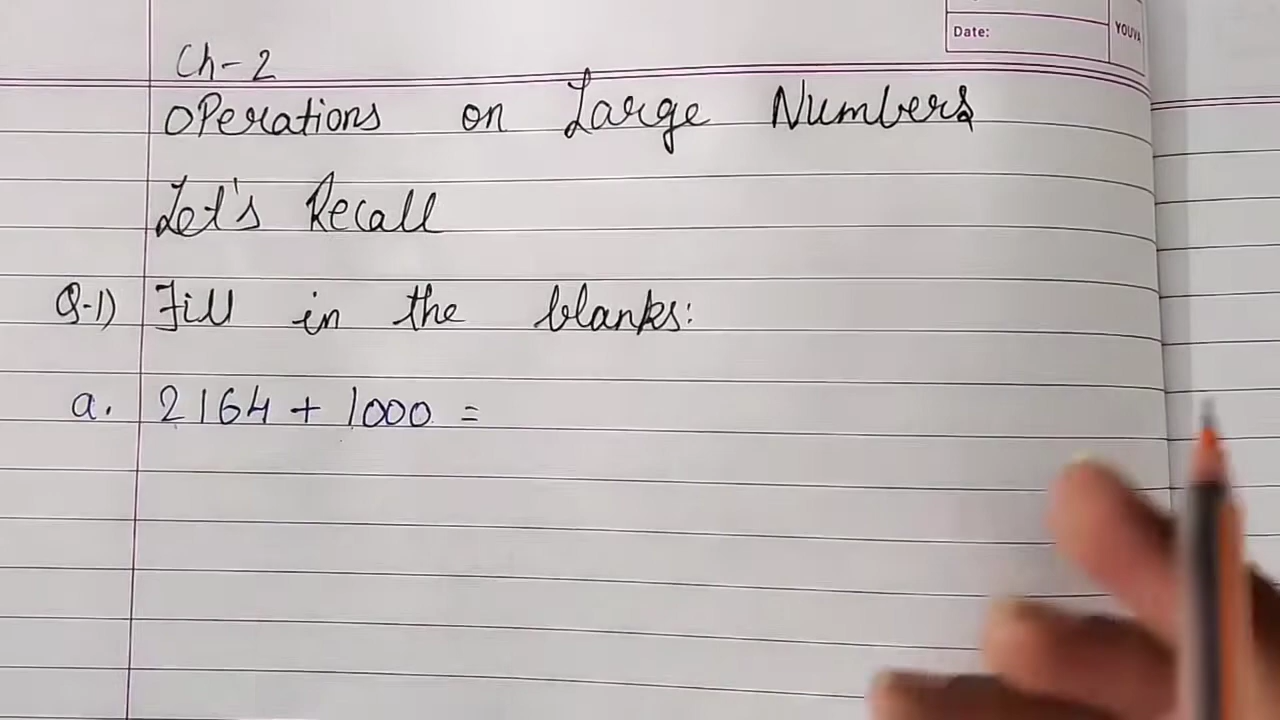 Date:
YOUVA
Ch-2
Operations on Large Numbers
Let's Recall
Q-1) Fill in the blanks:
a. 2164 + 1000 =